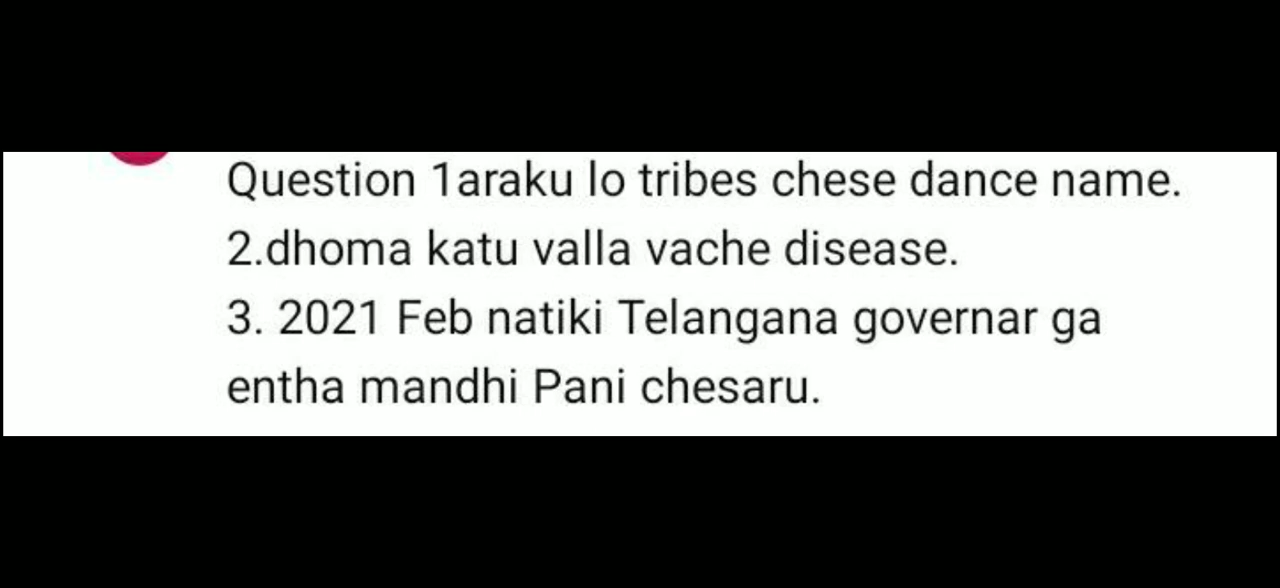 Question 1araku lo tribes chese dance name.
2.dhoma katu valla vache disease.
3. 2021 Feb natiki Telangana governar ga
entha mandhi Pani chesaru.